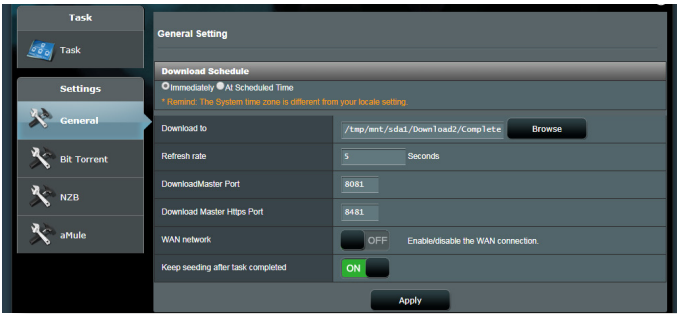 Task
Task
Settings
General
Bit Torrent
NZB
aMule
General Setting
Download Schedule
Immediately At Scheduled Time
* Remind: The System time zone is different from your locale setting.
Download to /tmp/mnt/sda1/Download2/Complete Browse
Refresh rate 5 Seconds
DownloadMaster Port 8081
Download Master Https Port 8481
WAN network OFF Enable/disable the WAN connection.
Keep seeding after task completed ON
Apply